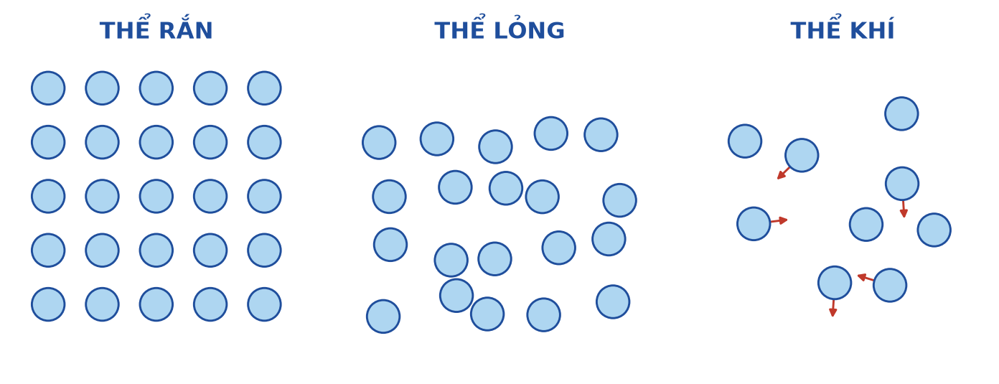 THỂ RẮN
THỂ LỎNG
THỂ KHÍ